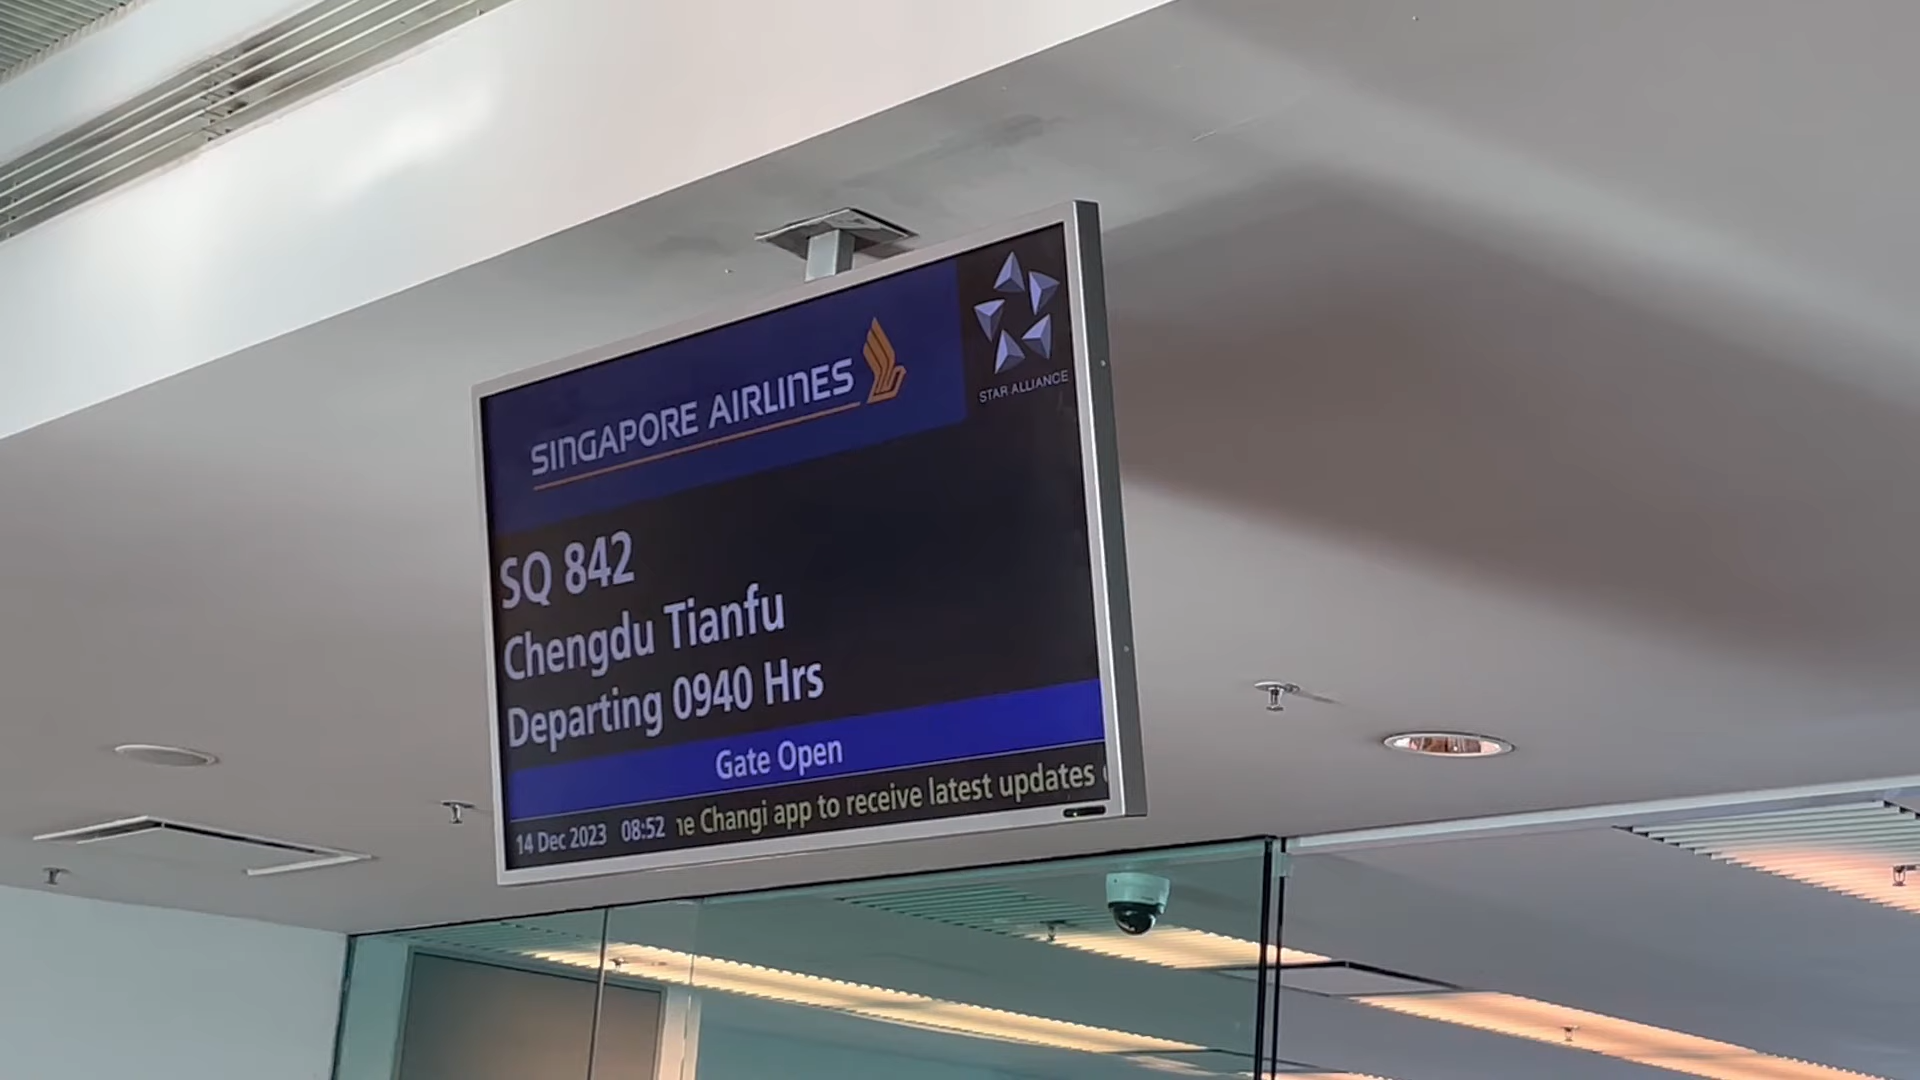 SINGAPORE AIRLINES
STAR ALLIANCE
SQ 842
Chengdu Tianfu
Departing 0940 Hrs
Gate Open
14 Dec 2023 08:52 Changi app to receive latest updates